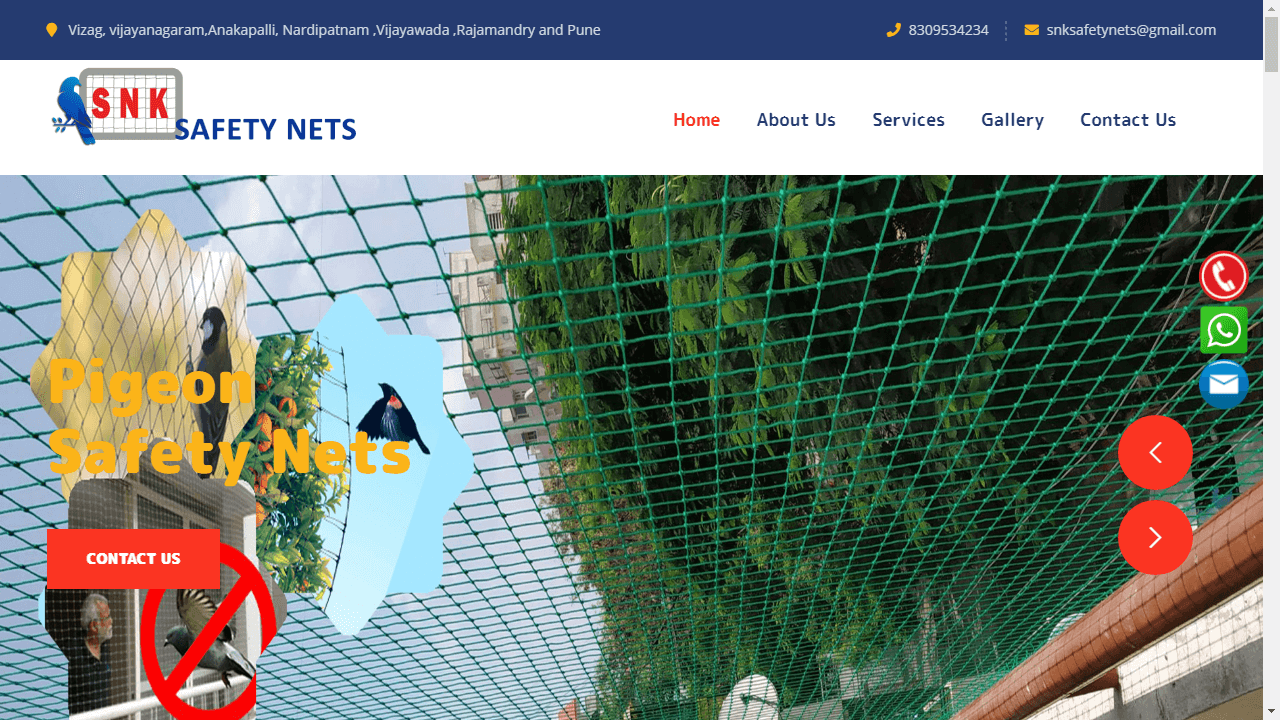 Vizag, vijayanagaram,Anakapalli, Nardipatnam ,Vijayawada ,Rajamandry and Pune
8309534234
snksafetynets@gmail.com
SNK
SAFETY NETS
Home
About Us
Services
Gallery
Contact Us
Pigeon
Safety Nets
CONTACT US